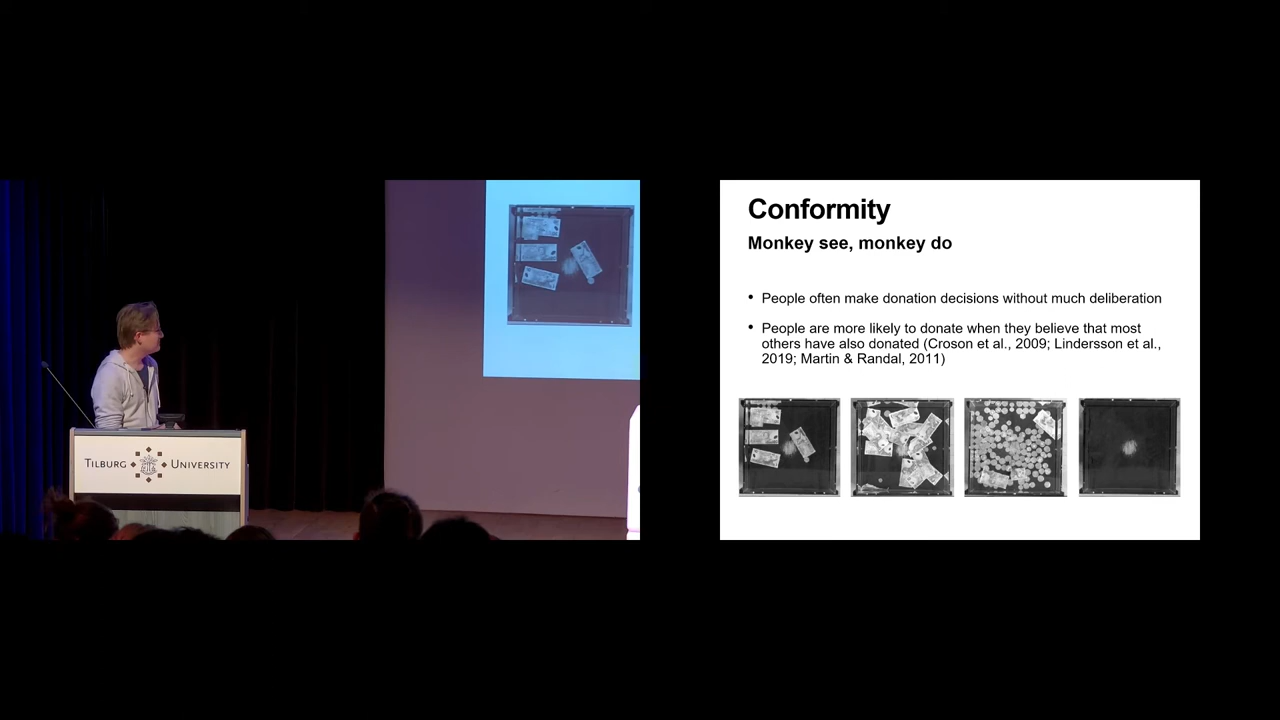 TILBURG UNIVERSITY
Conformity
Monkey see, monkey do
• People often make donation decisions without much deliberation
• People are more likely to donate when they believe that most
others have also donated (Croson et al., 2009; Lindersson et al.,
2019; Martin & Randal, 2011)